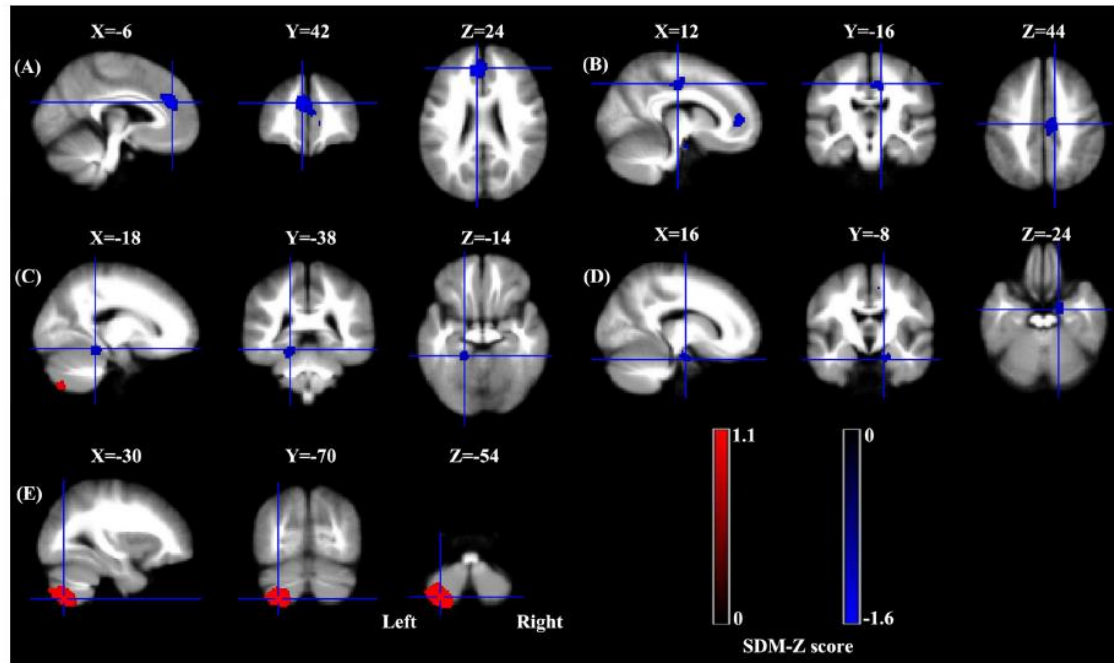 X=-6 Y=42 Z=24 X=12 Y=-16 Z=44
(A) (B)
X=-18 Y=-38 Z=-14 X=16 Y=-8 Z=-24
(C) (D)
X=-30 Y=-70 Z=-54 1.1 0
(E)
Left Right 0 -1.6
SDM-Z score